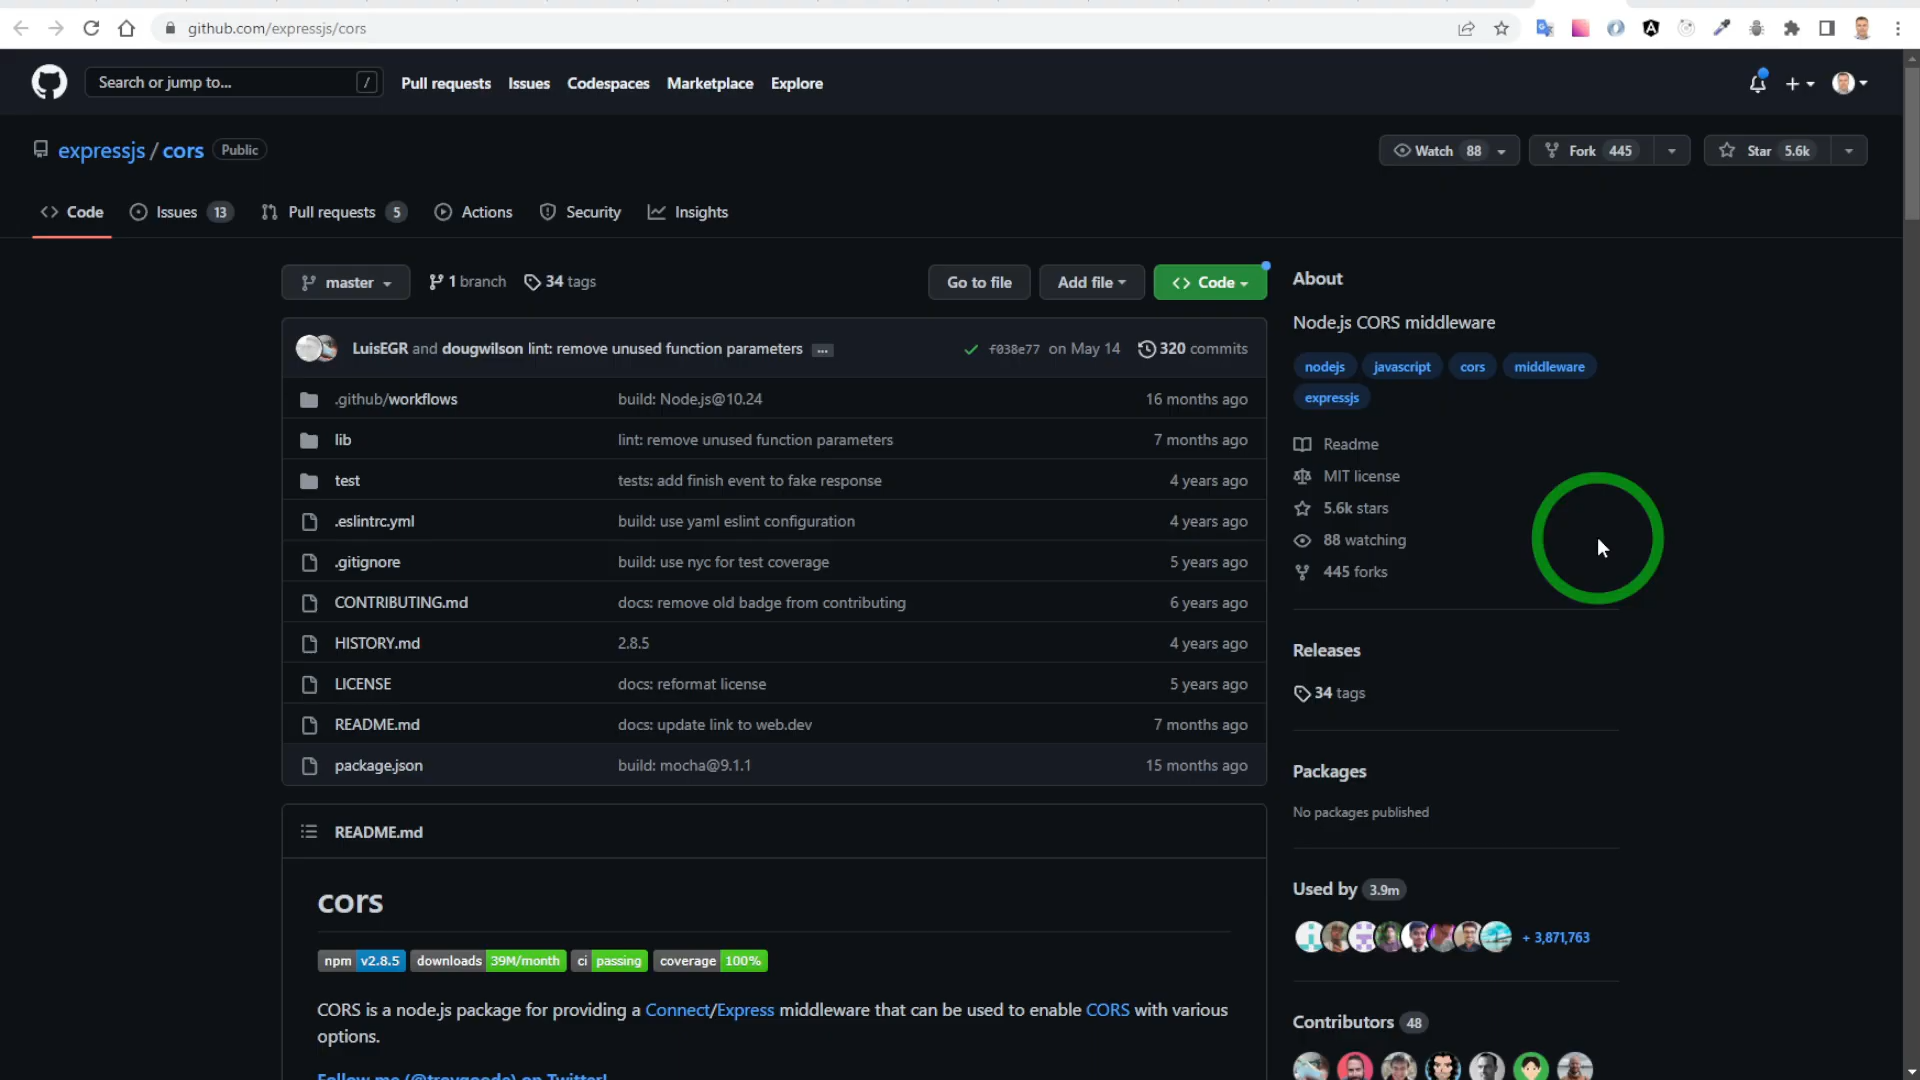 github.com/expressjs/cors
Search or jump to...
/
Pull requests
Issues
Codespaces
Marketplace
Explore
expressjs / cors
Public
Watch 88
Fork 445
Star 5.6k
Code
Issues 13
Pull requests 5
Actions
Security
Insights
master
1 branch
34 tags
Go to file
Add file
Code
LuisEGR and dougwilson lint: remove unused function parameters ...
f038e77 on May 14
320 commits
.github/workflows build: Node.js@10.24 16 months ago
lib lint: remove unused function parameters 7 months ago
test tests: add finish event to fake response 4 years ago
.eslintrc.yml build: use yaml eslint configuration 4 years ago
.gitignore build: use nyc for test coverage 5 years ago
CONTRIBUTING.md docs: remove old badge from contributing 6 years ago
HISTORY.md 2.8.5 4 years ago
LICENSE docs: reformat license 5 years ago
README.md docs: update link to web.dev 7 months ago
package.json build: mocha@9.1.1 15 months ago
README.md
cors
npm v2.8.5 downloads 39M/month ci passing coverage 100%
CORS is a node.js package for providing a Connect/Express middleware that can be used to enable CORS with various
options.
Follow me (@troygoode) on Twitter!
About
Node.js CORS middleware
nodejs javascript cors middleware
expressjs
Readme
MIT license
5.6k stars
88 watching
445 forks
Releases
34 tags
Packages
No packages published
Used by 3.9m
+ 3,871,763
Contributors 48